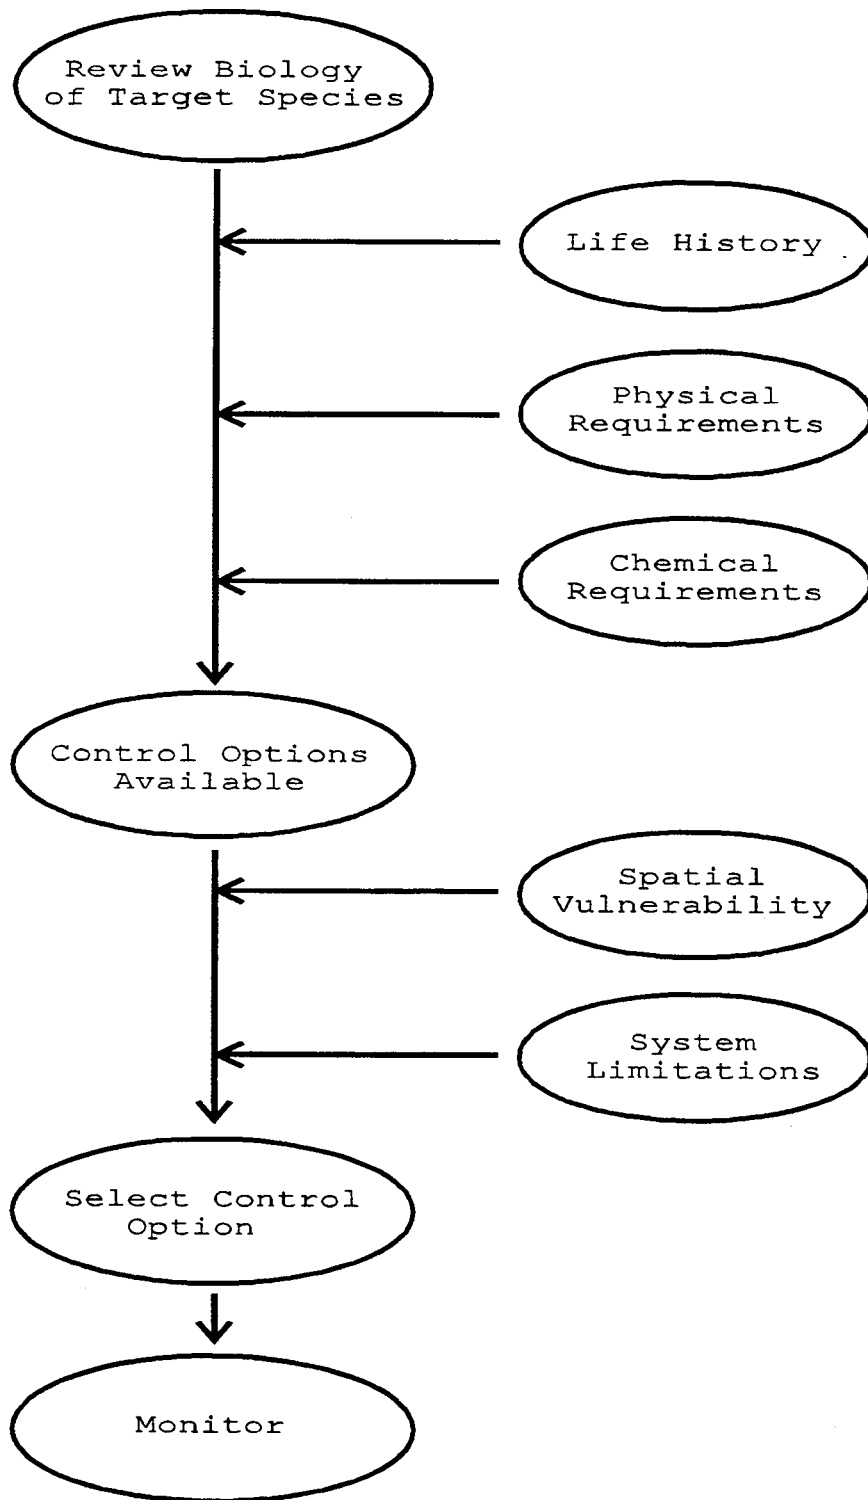 Review Biology
of Target Species
Life History
Physical
Requirements
Chemical
Requirements
Control Options
Available
Spatial
Vulnerability
System
Limitations
Select Control
Option
Monitor